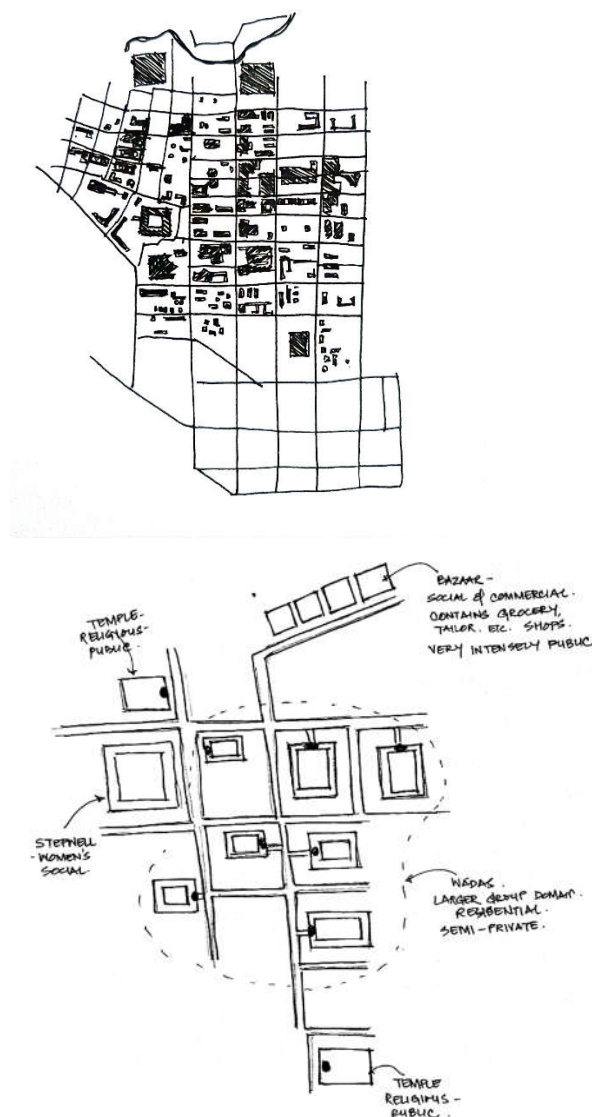 BAZAAR -
SOCIAL & COMMERCIAL.
CONTAINS GROCERY,
TAILOR. ETC. SHOPS.
VERY INTENSELY PUBLIC
TEMPLE-
RELIGIOUS-
PUBLIC.
STEPWELL
- WOMEN'S
SOCIAL.
WADAS.
LARGER GROUP DOMAIN.
RESIDENTIAL.
SEMI-PRIVATE.
TEMPLE
RELIGIOUS -
PUBLIC.